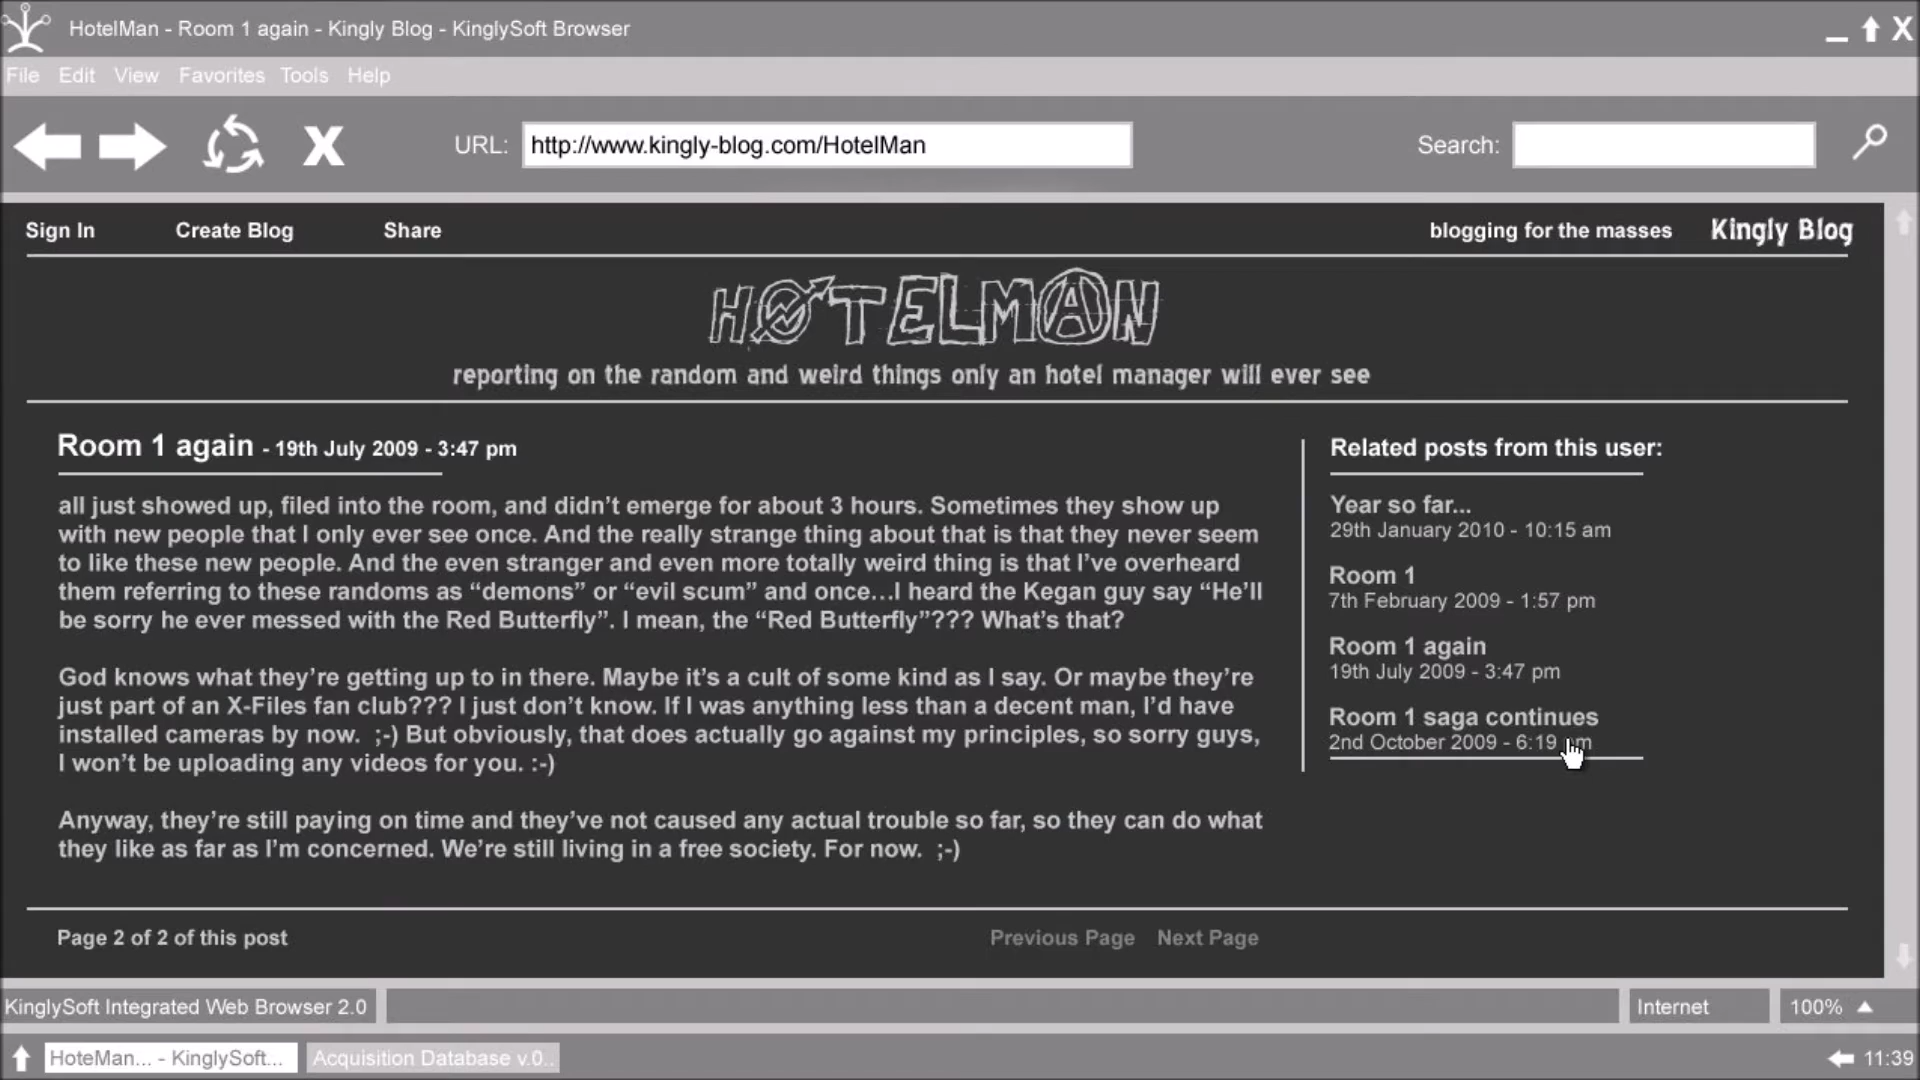 HotelMan - Room 1 again - Kingly Blog - KinglySoft Browser
File Edit View Favorites Tools Help
URL: http://www.kingly-blog.com/HotelMan Search:
Sign In Create Blog Share blogging for the masses Kingly Blog
HOTELMAN
reporting on the random and weird things only an hotel manager will ever see
Room 1 again - 19th July 2009 - 3:47 pm
all just showed up, filed into the room, and didn’t emerge for about 3 hours. Sometimes they show up
with new people that I only ever see once. And the really strange thing about that is that they never seem
to like these new people. And the even stranger and even more totally weird thing is that I’ve overheard
them referring to these randoms as “demons” or “evil scum” and once…I heard the Kegan guy say “He’ll
be sorry he ever messed with the Red Butterfly”. I mean, the “Red Butterfly”??? What’s that?
God knows what they’re getting up to in there. Maybe it’s a cult of some kind as I say. Or maybe they’re
just part of an X-Files fan club??? I just don’t know. If I was anything less than a decent man, I’d have
installed cameras by now. ;-) But obviously, that does actually go against my principles, so sorry guys,
I won’t be uploading any videos for you. :-)
Anyway, they’re still paying on time and they’ve not caused any actual trouble so far, so they can do what
they like as far as I’m concerned. We’re still living in a free society. For now. ;-)
Related posts from this user:
Year so far...
29th January 2010 - 10:15 am
Room 1
7th February 2009 - 1:57 pm
Room 1 again
19th July 2009 - 3:47 pm
Room 1 saga continues
2nd October 2009 - 6:19
Page 2 of 2 of this post Previous Page Next Page
KinglySoft Integrated Web Browser 2.0 Internet 100%
HoteMan... - KinglySoft... Acquisition Database v.0.. 11:39